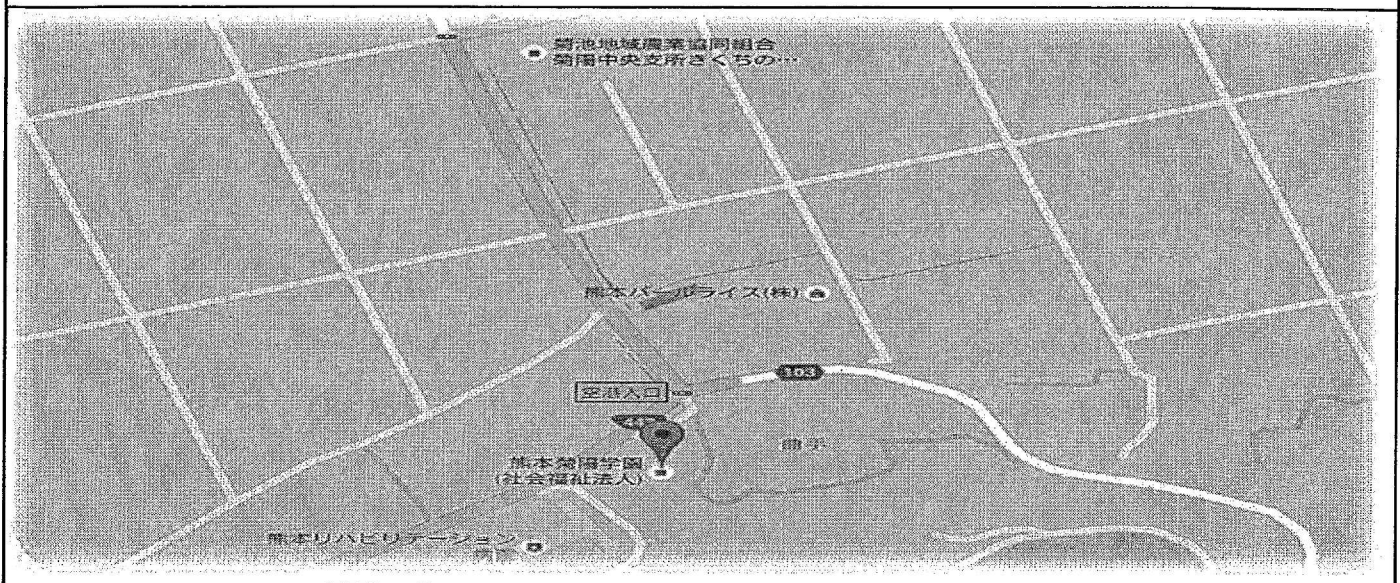 菊池地域農業協同組合
菊陽中央支所きくちの…
熊本パールライス(株)
103
空港入口
曲手
熊本菊陽学園
(社会福祉法人)
熊本リハビリテーション